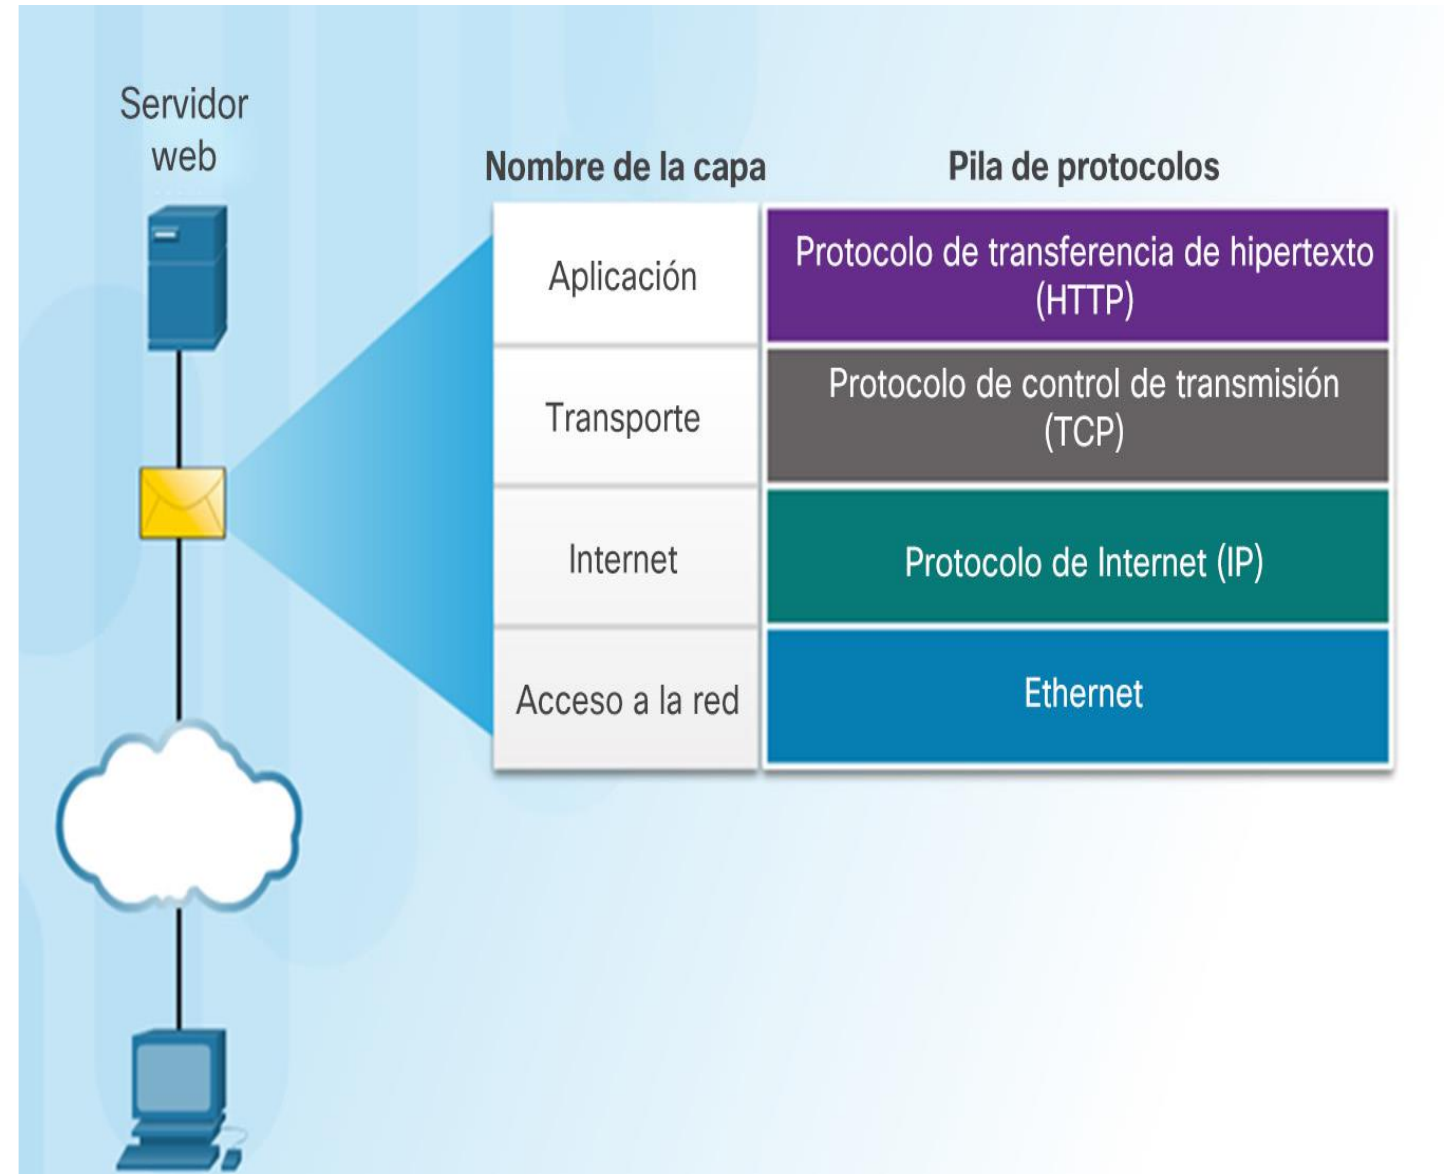 Servidor
web
Nombre de la capa
Pila de protocolos
Aplicación
Protocolo de transferencia de hipertexto
(HTTP)
Transporte
Protocolo de control de transmisión
(TCP)
Internet
Protocolo de Internet (IP)
Acceso a la red
Ethernet